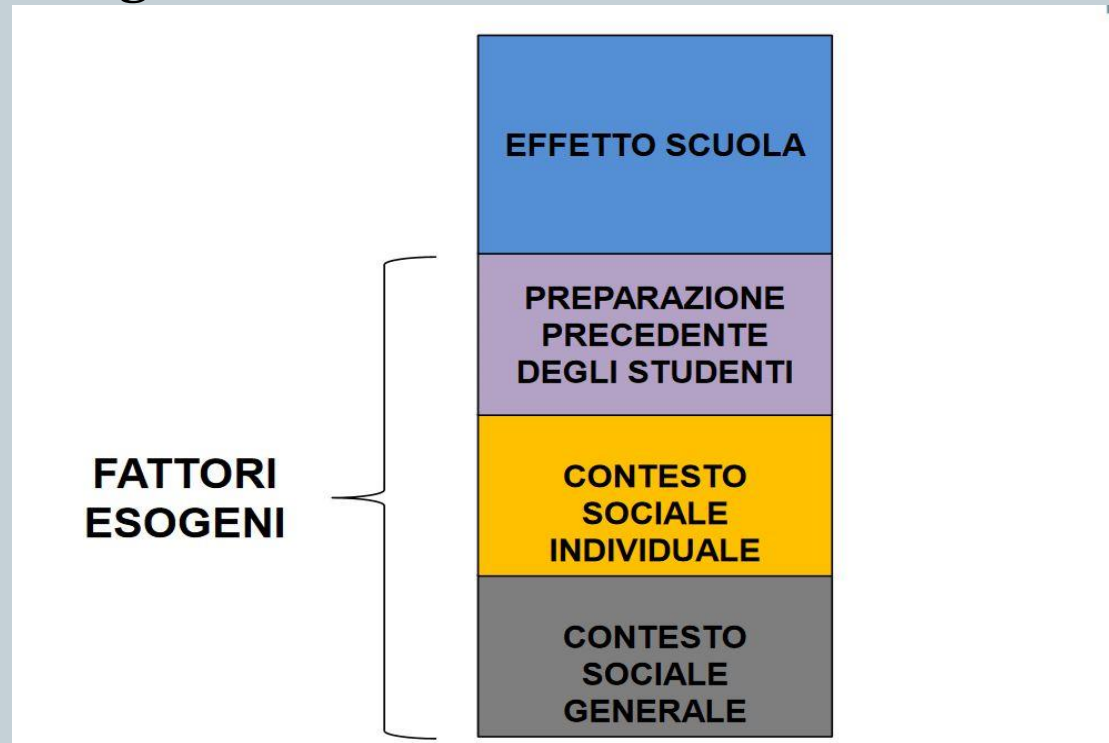 EFFETTO SCUOLA
PREPARAZIONE
PRECEDENTE
DEGLI STUDENTI
FATTORI
ESOGENI
CONTESTO
SOCIALE
INDIVIDUALE
CONTESTO
SOCIALE
GENERALE